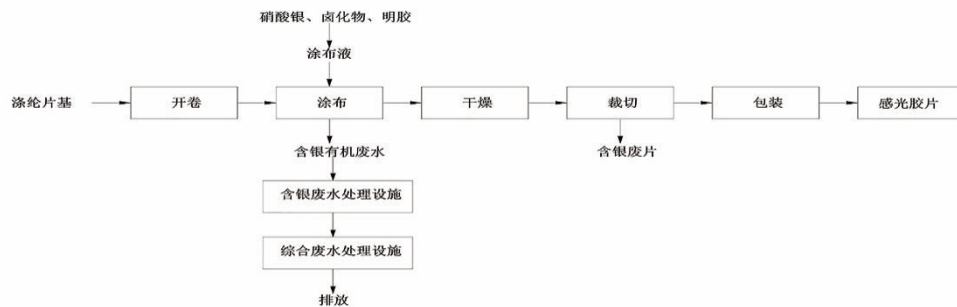 硝酸银、卤化物、明胶
涂布液
涤纶片基
开卷
涂布
干燥
裁切
包装
感光胶片
含银有机废水
含银废片
含银废水处理设施
综合废水处理设施
排放